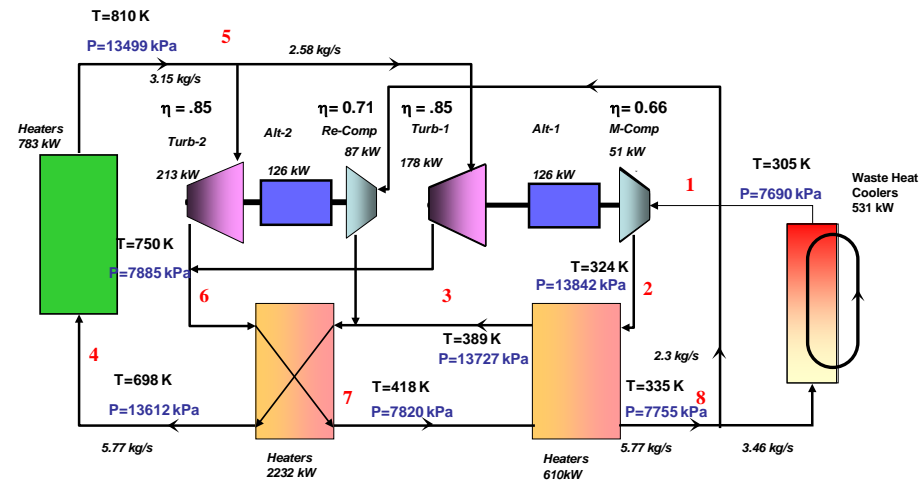 T=810 K
5
P=13499 kPa
2.58 kg/s
3.15 kg/s
η = .85
η= 0.71
η = .85
η= 0.66
Heaters
783 kW
Turb-2
Alt-2
Re-Comp
Turb-1
Alt-1
M-Comp
87 kW
51 kW
213 kW
126 kW
178 kW
126 kW
T=305 K
1
P=7690 kPa
Waste Heat
Coolers
531 kW
T=750 K
P=7885 kPa
6
3
T=324 K
P=13842 kPa
2
4
T=389 K
P=13727 kPa
2.3 kg/s
T=698 K
P=13612 kPa
7
T=418 K
P=7820 kPa
T=335 K
8
P=7755 kPa
5.77 kg/s
5.77 kg/s
3.46 kg/s
Heaters
2232 kW
Heaters
610kW